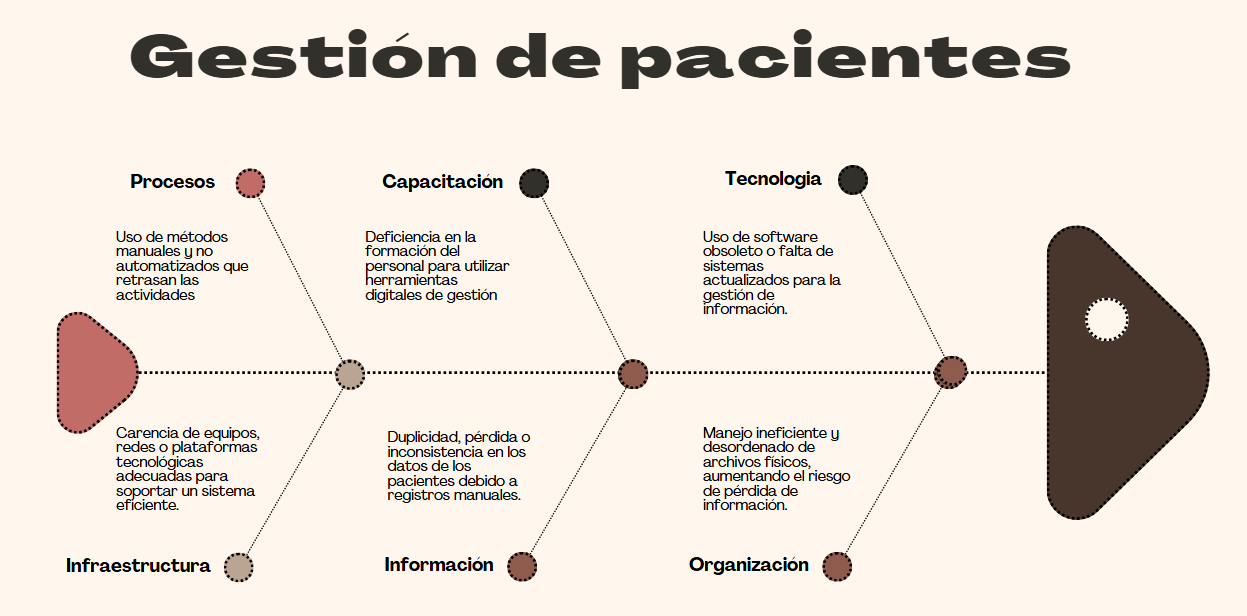 Gestión de pacientes
Procesos
Uso de métodos
manuales y no
automatizados que
retrasan las
actividades
Capacitación
Deficiencia en la
formación del
personal para utilizar
herramientas
digitales de gestión
Tecnologia
Uso de software
obsoleto o falta de
sistemas
actualizados para la
gestión de
información.
Carencia de equipos,
redes o plataformas
tecnológicas
adecuadas para
soportar un sistema
eficiente.
Infraestructura
Duplicidad, pérdida o
inconsistencia en los
datos de los
pacientes debido a
registros manuales.
Información
Manejo ineficiente y
desordenado de
archivos físicos,
aumentando el riesgo
de pérdida de
información.
Organización